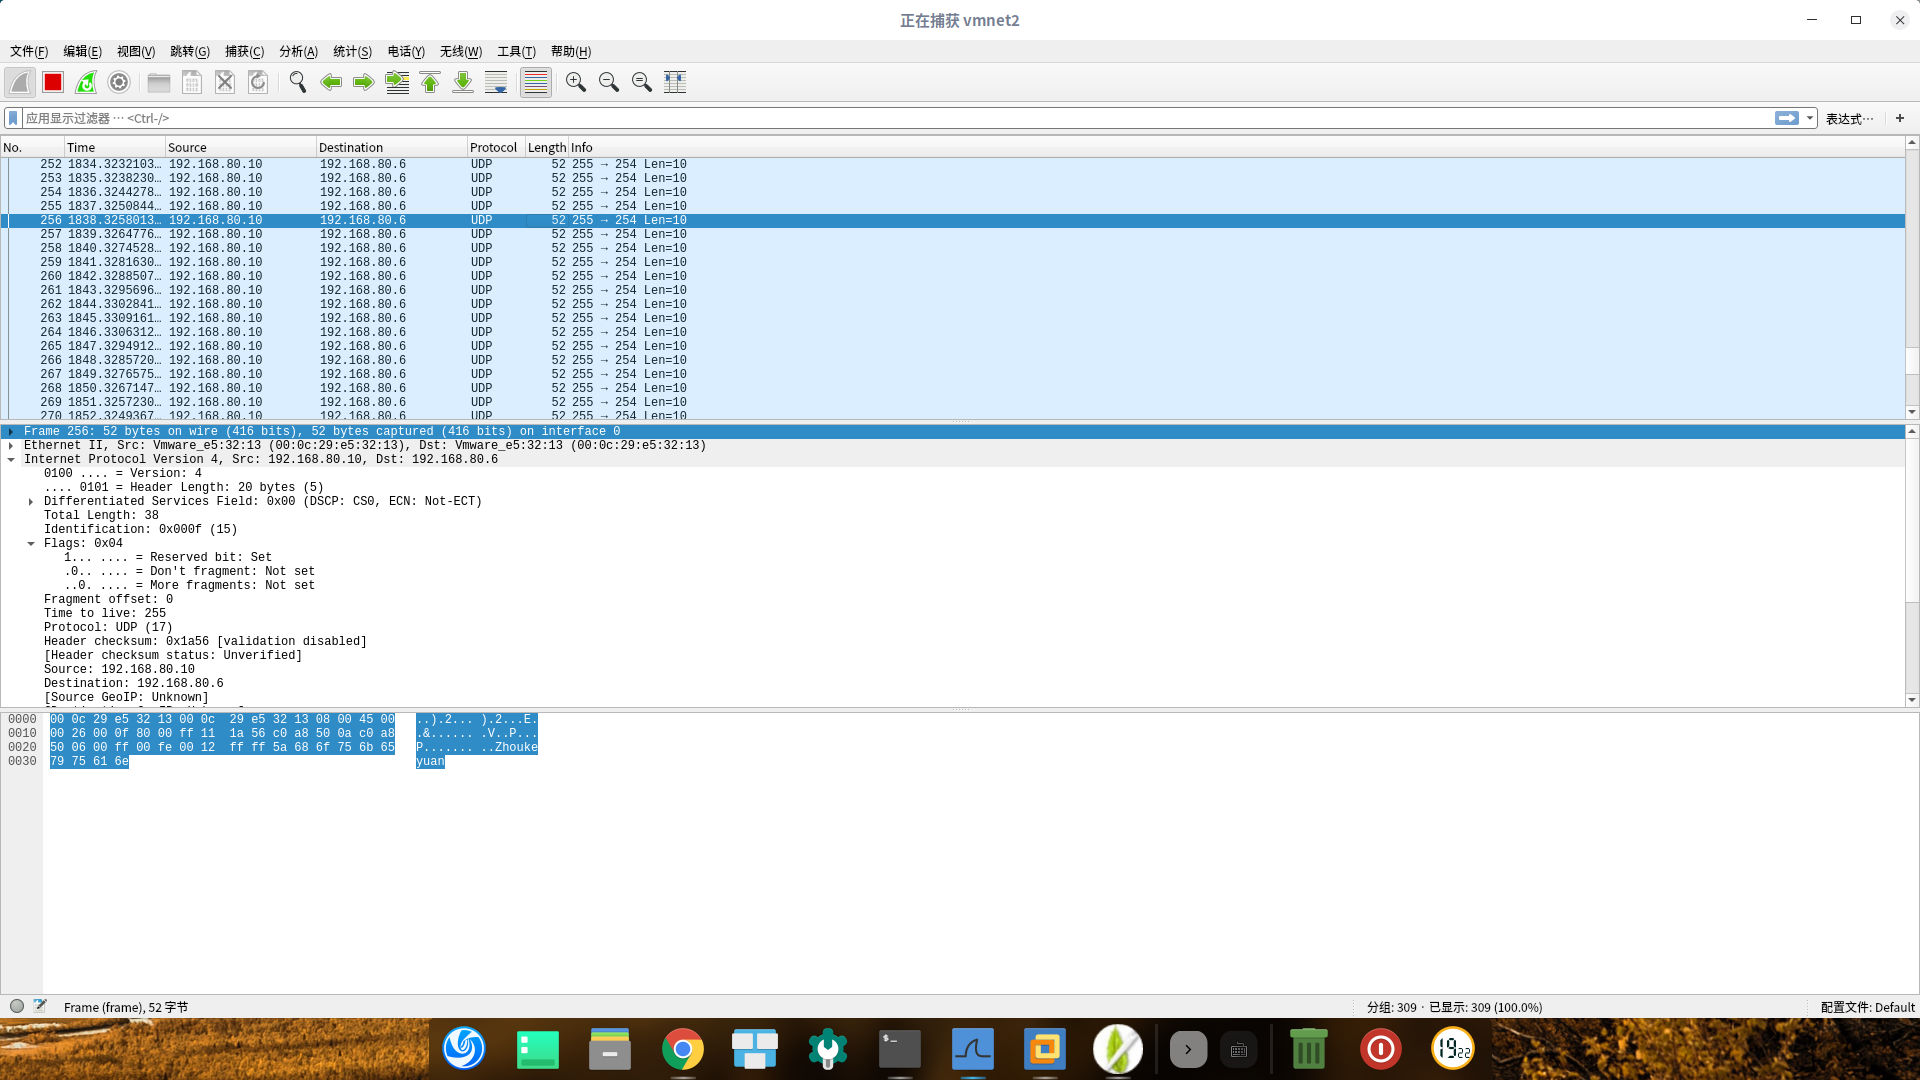 正在捕获 vmnet2
文件(F) 编辑(E) 视图(V) 跳转(G) 捕获(C) 分析(A) 统计(S) 电话(Y) 无线(W) 工具(T) 帮助(H)
应用显示过滤器 … <Ctrl-/> 表达式… +
No. Time Source Destination Protocol Length Info
252 1834.3232103… 192.168.80.10 192.168.80.6 UDP 52 255 → 254 Len=10
253 1835.3238230… 192.168.80.10 192.168.80.6 UDP 52 255 → 254 Len=10
254 1836.3244278… 192.168.80.10 192.168.80.6 UDP 52 255 → 254 Len=10
255 1837.3250844… 192.168.80.10 192.168.80.6 UDP 52 255 → 254 Len=10
256 1838.3258013… 192.168.80.10 192.168.80.6 UDP 52 255 → 254 Len=10
257 1839.3264776… 192.168.80.10 192.168.80.6 UDP 52 255 → 254 Len=10
258 1840.3274528… 192.168.80.10 192.168.80.6 UDP 52 255 → 254 Len=10
259 1841.3281630… 192.168.80.10 192.168.80.6 UDP 52 255 → 254 Len=10
260 1842.3288507… 192.168.80.10 192.168.80.6 UDP 52 255 → 254 Len=10
261 1843.3295696… 192.168.80.10 192.168.80.6 UDP 52 255 → 254 Len=10
262 1844.3302841… 192.168.80.10 192.168.80.6 UDP 52 255 → 254 Len=10
263 1845.3309161… 192.168.80.10 192.168.80.6 UDP 52 255 → 254 Len=10
264 1846.3306312… 192.168.80.10 192.168.80.6 UDP 52 255 → 254 Len=10
265 1847.3294912… 192.168.80.10 192.168.80.6 UDP 52 255 → 254 Len=10
266 1848.3285720… 192.168.80.10 192.168.80.6 UDP 52 255 → 254 Len=10
267 1849.3276575… 192.168.80.10 192.168.80.6 UDP 52 255 → 254 Len=10
268 1850.3267147… 192.168.80.10 192.168.80.6 UDP 52 255 → 254 Len=10
269 1851.3257230… 192.168.80.10 192.168.80.6 UDP 52 255 → 254 Len=10
270 1852.3249367… 192.168.80.10 192.168.80.6 UDP 52 255 → 254 Len=10
Frame 256: 52 bytes on wire (416 bits), 52 bytes captured (416 bits) on interface 0
Ethernet II, Src: Vmware_e5:32:13 (00:0c:29:e5:32:13), Dst: Vmware_e5:32:13 (00:0c:29:e5:32:13)
Internet Protocol Version 4, Src: 192.168.80.10, Dst: 192.168.80.6
0100 .... = Version: 4
.... 0101 = Header Length: 20 bytes (5)
Differentiated Services Field: 0x00 (DSCP: CS0, ECN: Not-ECT)
Total Length: 38
Identification: 0x000f (15)
Flags: 0x04
1... .... = Reserved bit: Set
.0.. .... = Don't fragment: Not set
..0. .... = More fragments: Not set
Fragment offset: 0
Time to live: 255
Protocol: UDP (17)
Header checksum: 0x1a56 [validation disabled]
[Header checksum status: Unverified]
Source: 192.168.80.10
Destination: 192.168.80.6
[Source GeoIP: Unknown]
0000 00 0c 29 e5 32 13 00 0c 29 e5 32 13 08 00 45 00 ..).2... ).2...E.
0010 00 26 00 0f 80 00 ff 11 1a 56 c0 a8 50 0a c0 a8 .&...... .V..P...
0020 50 06 00 ff 00 fe 00 12 ff ff 5a 68 6f 75 6b 65 P....... ..Zhouke
0030 79 75 61 6e yuan
Frame (frame), 52 字节 分组: 309 · 已显示: 309 (100.0%) 配置文件: Default
$_ 19 22